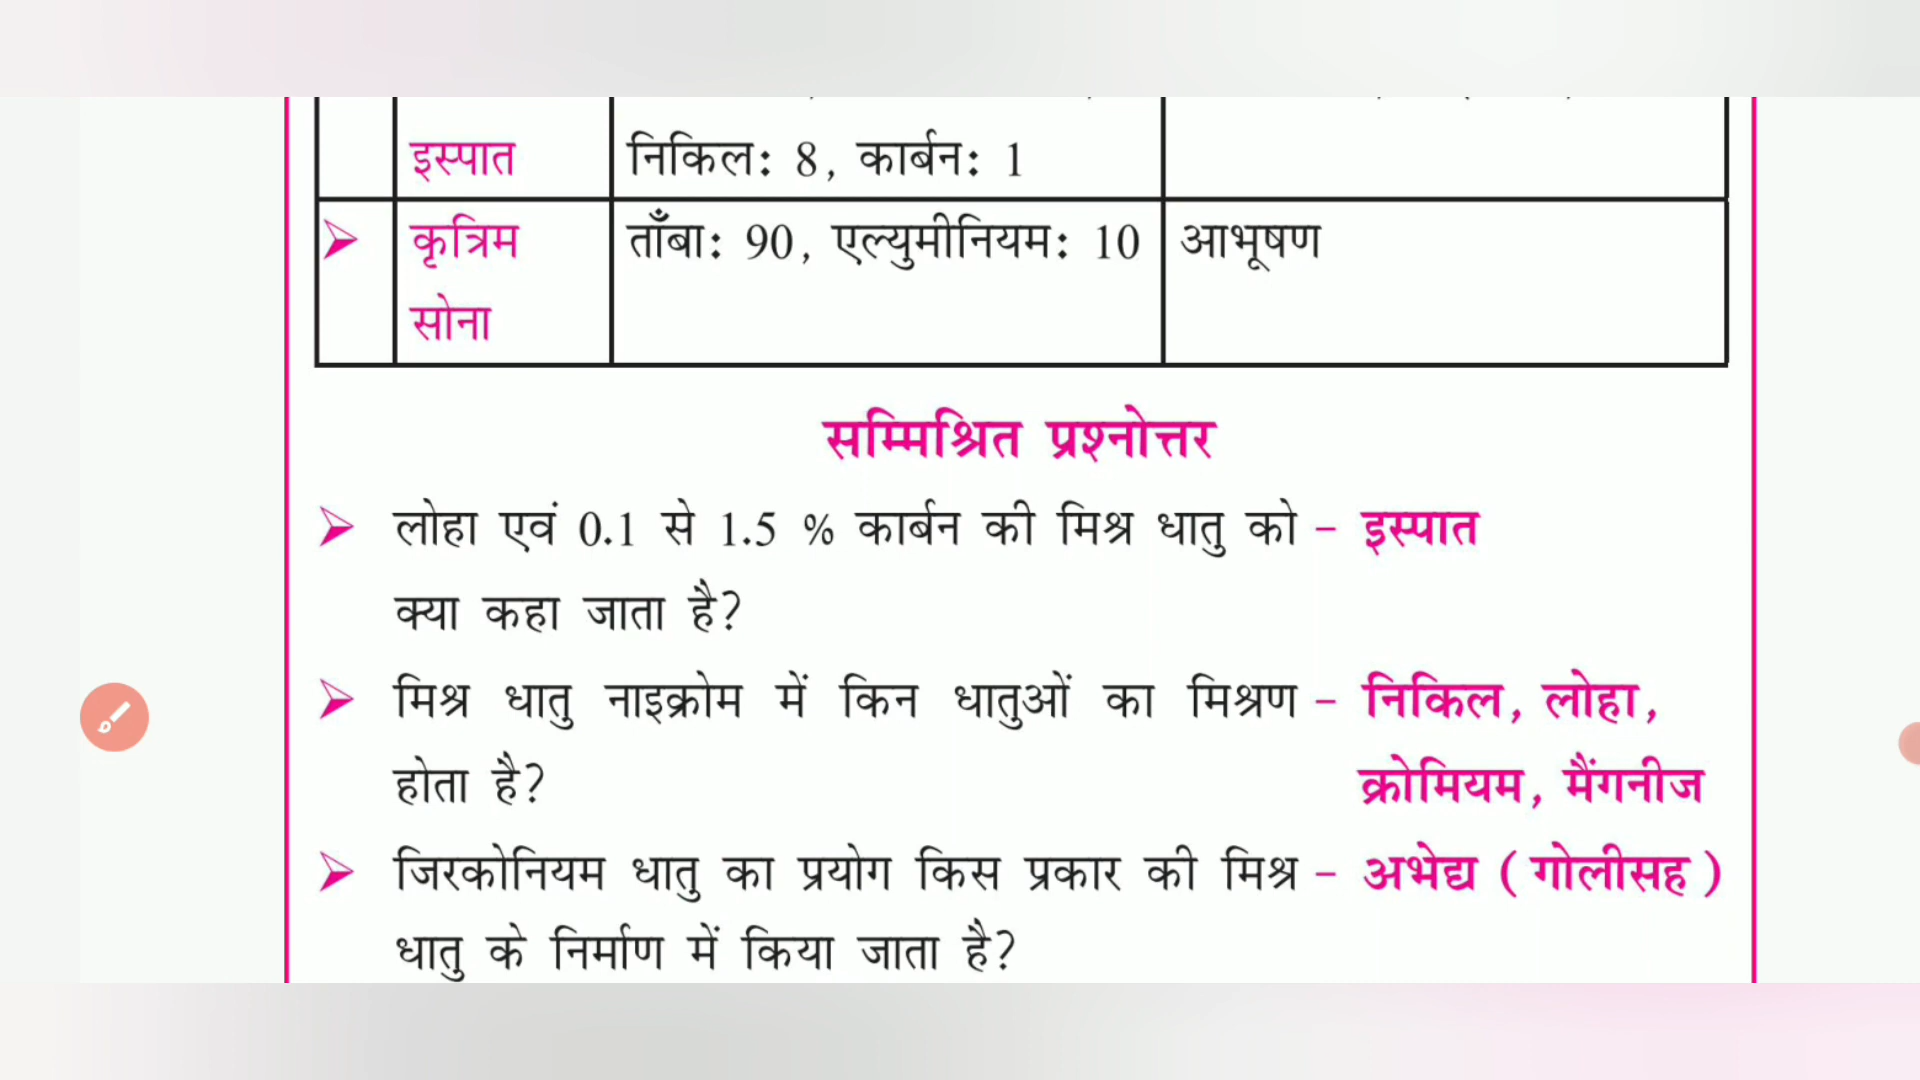 इस्पात निकिल: 8, कार्बन: 1
कृत्रिम ताँबा: 90, एल्युमीनियम: 10 आभूषण
सोना
सम्मिश्रित प्रश्नोत्तर
लोहा एवं 0.1 से 1.5 % कार्बन की मिश्र धातु को - इस्पात
क्या कहा जाता है?
मिश्र धातु नाइक्रोम में किन धातुओं का मिश्रण - निकिल, लोहा,
होता है? क्रोमियम, मैंगनीज
जिरकोनियम धातु का प्रयोग किस प्रकार की मिश्र - अभेद्य (गोलीसह)
धातु के निर्माण में किया जाता है?